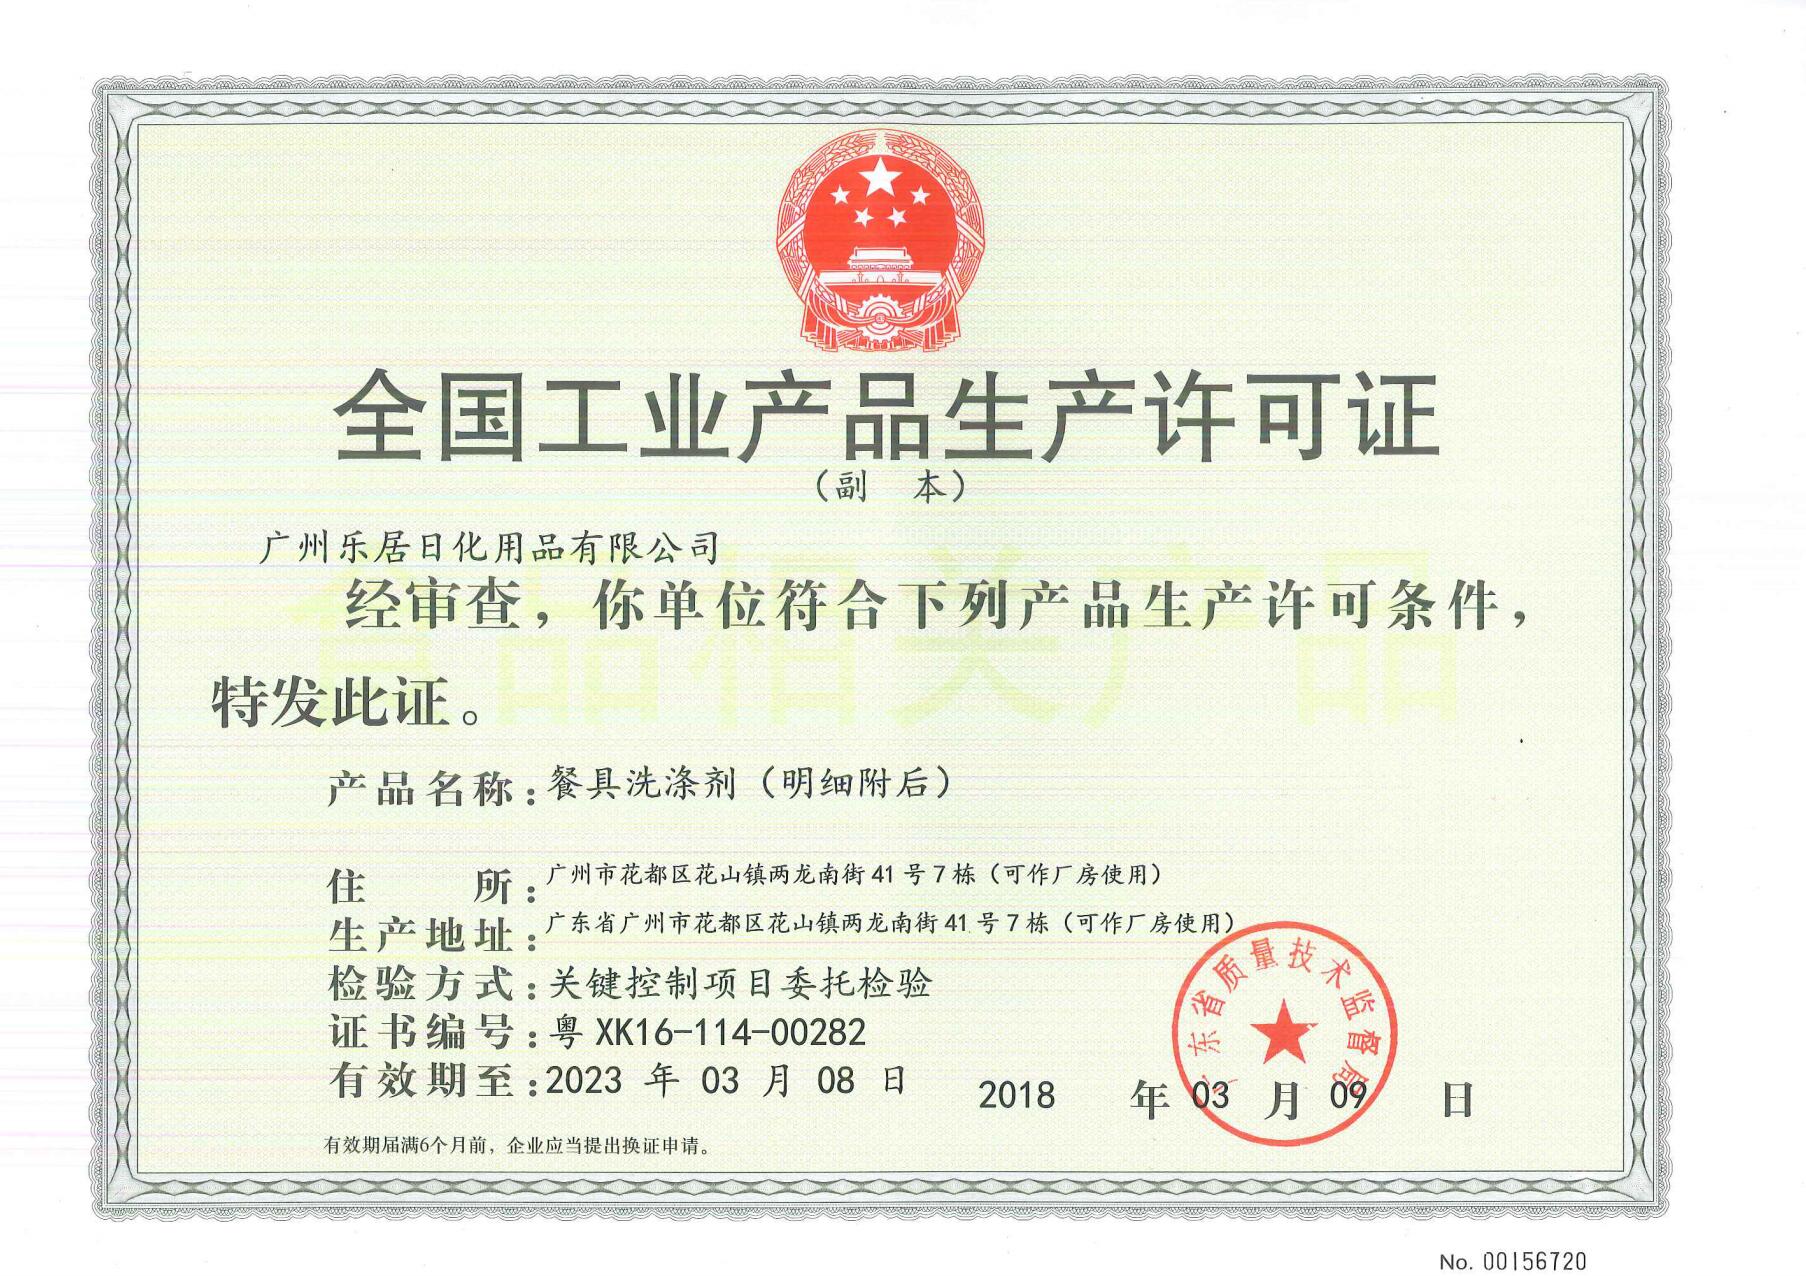 全国工业产品生产许可证
（副 本）
广州乐居日化用品有限公司
经审查，你单位符合下列产品生产许可条件，
特发此证。
食品相关产品
产品名称：餐具洗涤剂（明细附后）
住 所：广州市花都区花山镇两龙南街41号7栋（可作厂房使用）
生产地址：广东省广州市花都区花山镇两龙南街41号7栋（可作厂房使用）
检验方式：关键控制项目委托检验
证书编号：粤 XK16-114-00282
有效期至：2023 年 03 月 08 日
广东省质量技术监督局
2018 年 03 月 09 日
有效期届满6个月前，企业应当提出换证申请。
No. 00156720